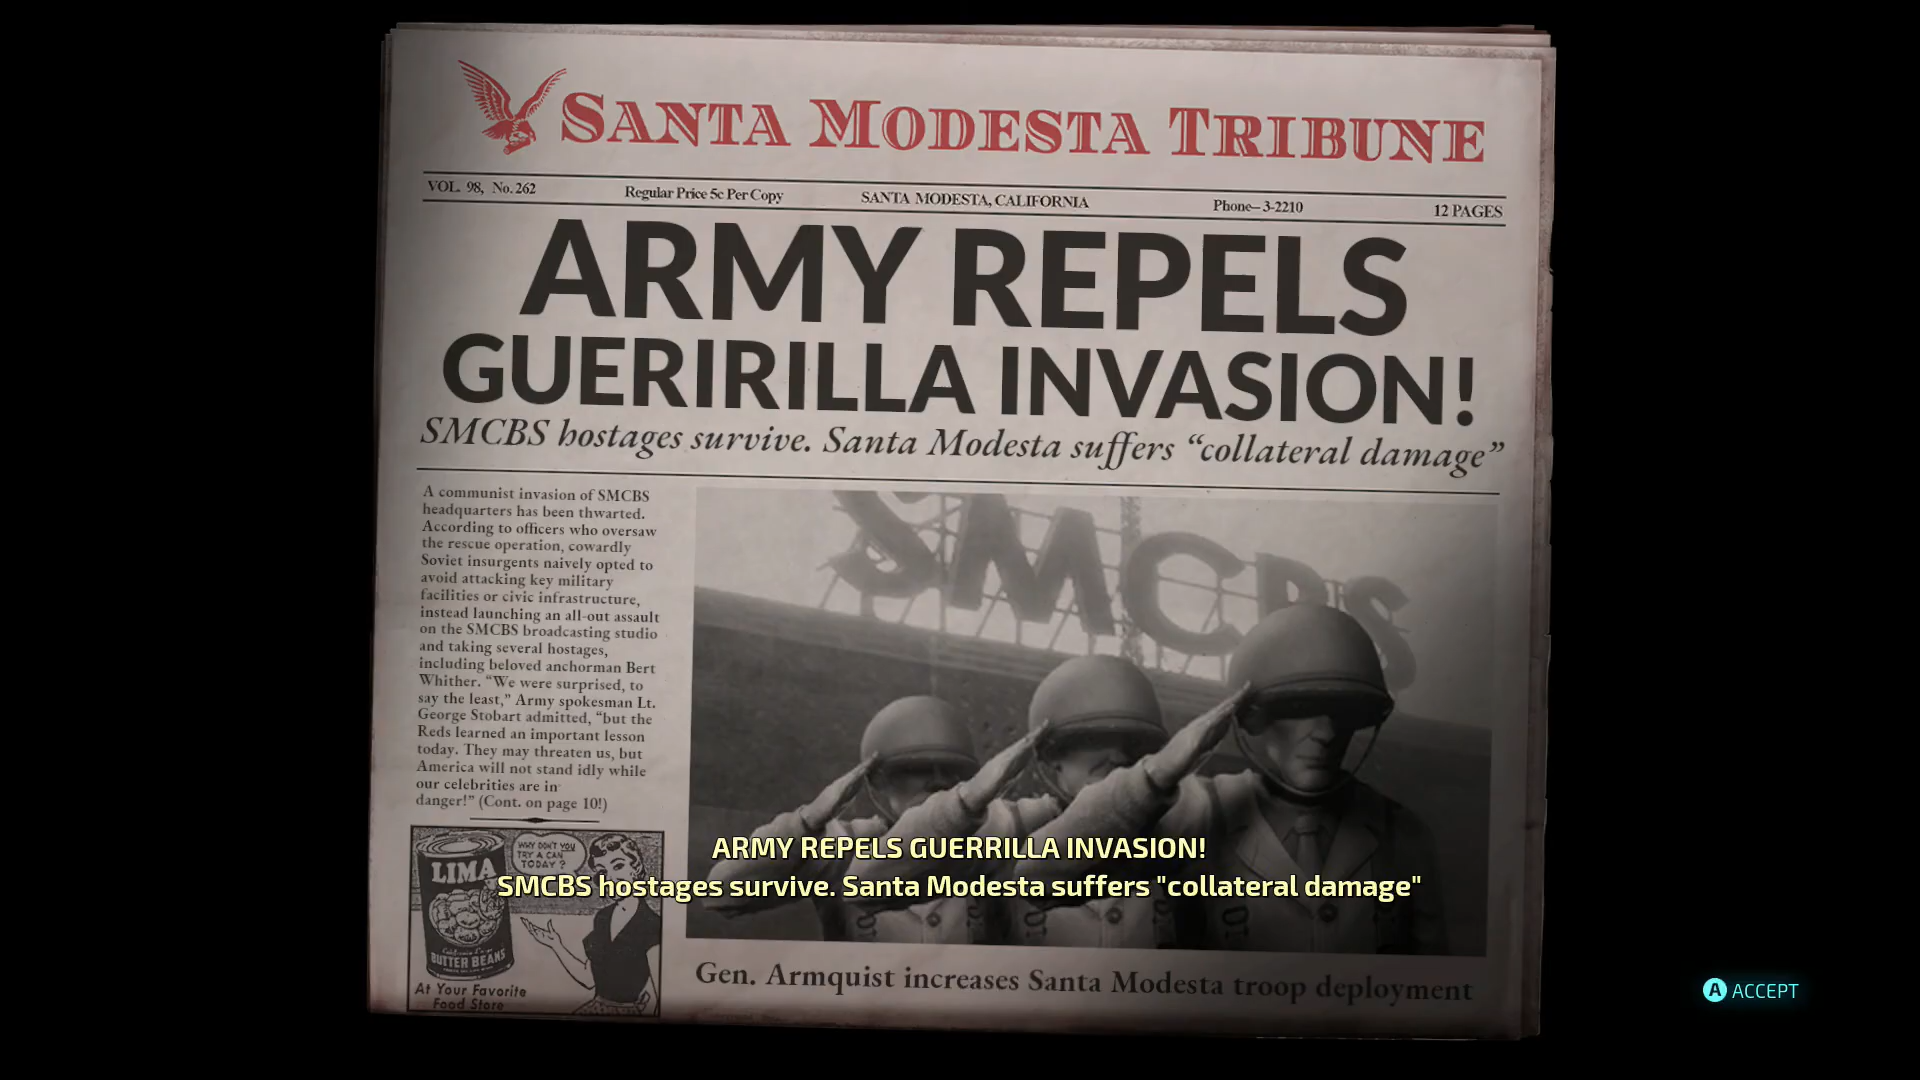 SANTA MODESTA TRIBUNE
VOL. 98, No. 262 Regular Price 5c Per Copy SANTA MODESTA, CALIFORNIA Phone– 3-2210 12 PAGES
ARMY REPELS
GUERIRILLA INVASION!
SMCBS hostages survive. Santa Modesta suffers “collateral damage”
A communist invasion of SMCBS
headquarters has been thwarted.
According to officers who oversaw
the rescue operation, cowardly
Soviet insurgents naively opted to
avoid attacking key military
facilities or civic infrastructure,
instead launching an all-out assault
on the SMCBS broadcasting studio
and taking several hostages,
including beloved anchorman Bert
Whither. “We were surprised, to
say the least,” Army spokesman Lt.
George Stobart admitted, “but the
Reds learned an important lesson
today. They may threaten us, but
America will not stand idly while
our celebrities are in
danger!” (Cont. on page 10!)
SMCBS
WHY DON'T YOU
TRY A CAN
TODAY?
LIMA
BUTTER BEANS
At Your Favorite
Food Store
ARMY REPELS GUERRILLA INVASION!
SMCBS hostages survive. Santa Modesta suffers "collateral damage"
Gen. Armquist increases Santa Modesta troop deployment
A ACCEPT